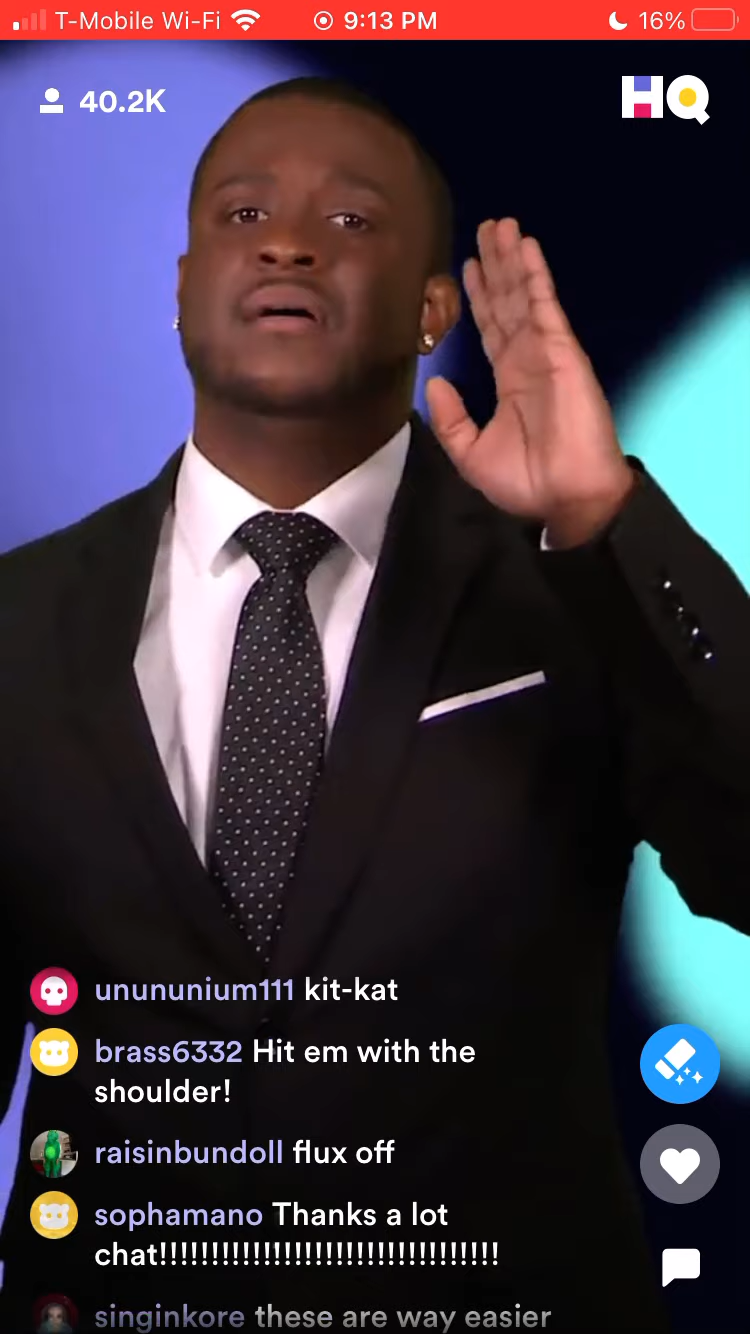 T-Mobile Wi-Fi 9:13 PM 16%
40.2K HQ
unununium111 kit-kat
brass6332 Hit em with the
shoulder!
raisinbundoll flux off
sophamano Thanks a lot
chat!!!!!!!!!!!!!!!!!!!!!!!!!!!!!!!!!
singinkore these are way easier